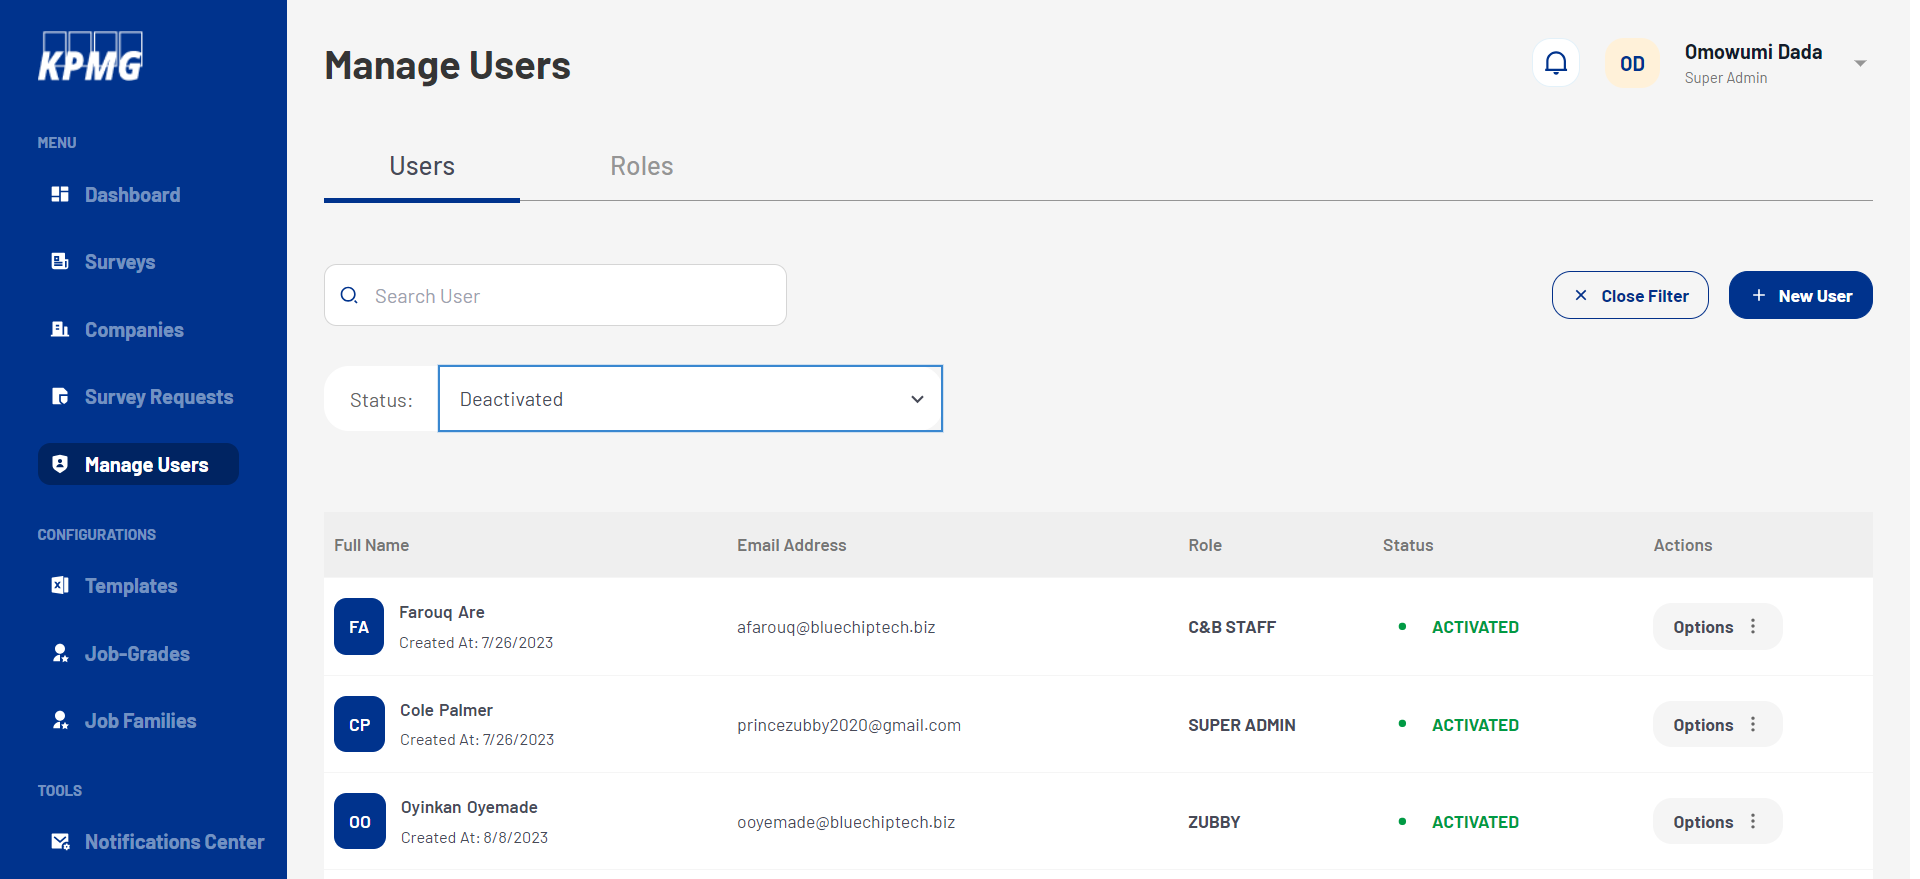 KPMG
MENU
Dashboard
Surveys
Companies
Survey Requests
Manage Users
CONFIGURATIONS
Templates
Job-Grades
Job Families
TOOLS
Notifications Center
Manage Users
OD
Omowumi Dada
Super Admin
Users
Roles
Search User
Close Filter
New User
Status:
Deactivated
Full Name Email Address Role Status Actions
FA
Farouq Are
Created At: 7/26/2023
afarouq@bluechiptech.biz
C&B STAFF
ACTIVATED
Options
CP
Cole Palmer
Created At: 7/26/2023
princezubby2020@gmail.com
SUPER ADMIN
ACTIVATED
Options
OO
Oyinkan Oyemade
Created At: 8/8/2023
ooyemade@bluechiptech.biz
ZUBBY
ACTIVATED
Options